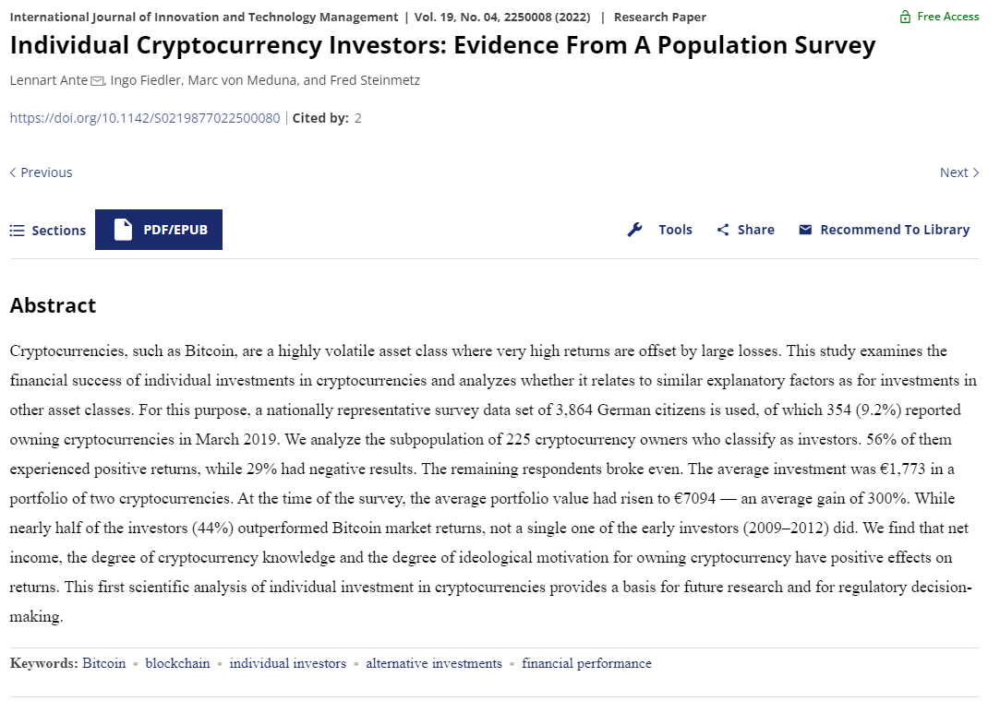 International Journal of Innovation and Technology Management | Vol. 19, No. 04, 2250008 (2022) | Research Paper
Free Access
Individual Cryptocurrency Investors: Evidence From A Population Survey
Lennart Ante, Ingo Fiedler, Marc von Meduna, and Fred Steinmetz
https://doi.org/10.1142/S0219877022500080 | Cited by: 2
Previous
Next
Sections
PDF/EPUB
Tools
Share
Recommend To Library
Abstract
Cryptocurrencies, such as Bitcoin, are a highly volatile asset class where very high returns are offset by large losses. This study examines the
financial success of individual investments in cryptocurrencies and analyzes whether it relates to similar explanatory factors as for investments in
other asset classes. For this purpose, a nationally representative survey data set of 3,864 German citizens is used, of which 354 (9.2%) reported
owning cryptocurrencies in March 2019. We analyze the subpopulation of 225 cryptocurrency owners who classify as investors. 56% of them
experienced positive returns, while 29% had negative results. The remaining respondents broke even. The average investment was €1,773 in a
portfolio of two cryptocurrencies. At the time of the survey, the average portfolio value had risen to €7094 — an average gain of 300%. While
nearly half of the investors (44%) outperformed Bitcoin market returns, not a single one of the early investors (2009–2012) did. We find that net
income, the degree of cryptocurrency knowledge and the degree of ideological motivation for owning cryptocurrency have positive effects on
returns. This first scientific analysis of individual investment in cryptocurrencies provides a basis for future research and for regulatory decision-
making.
Keywords: Bitcoin ▪ blockchain ▪ individual investors ▪ alternative investments ▪ financial performance